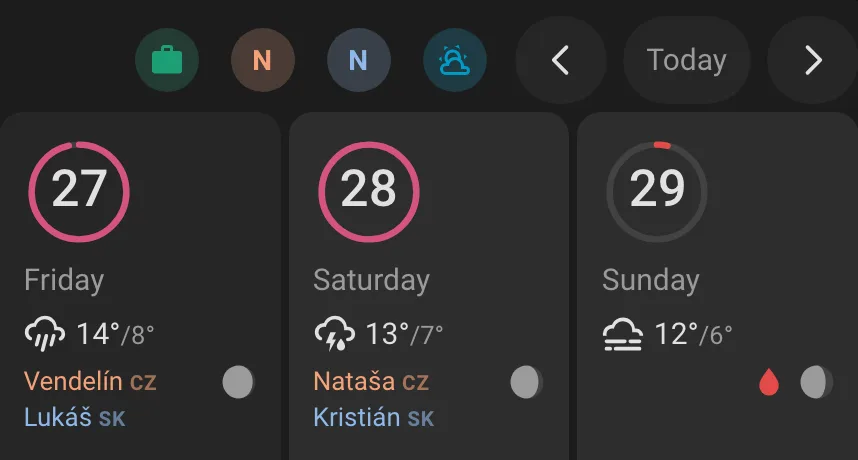 N
N
Today
27
28
29
Friday
Saturday
Sunday
14°/8°
13°/7°
12°/6°
Vendelín CZ
Nataša CZ
Lukáš SK
Kristián SK